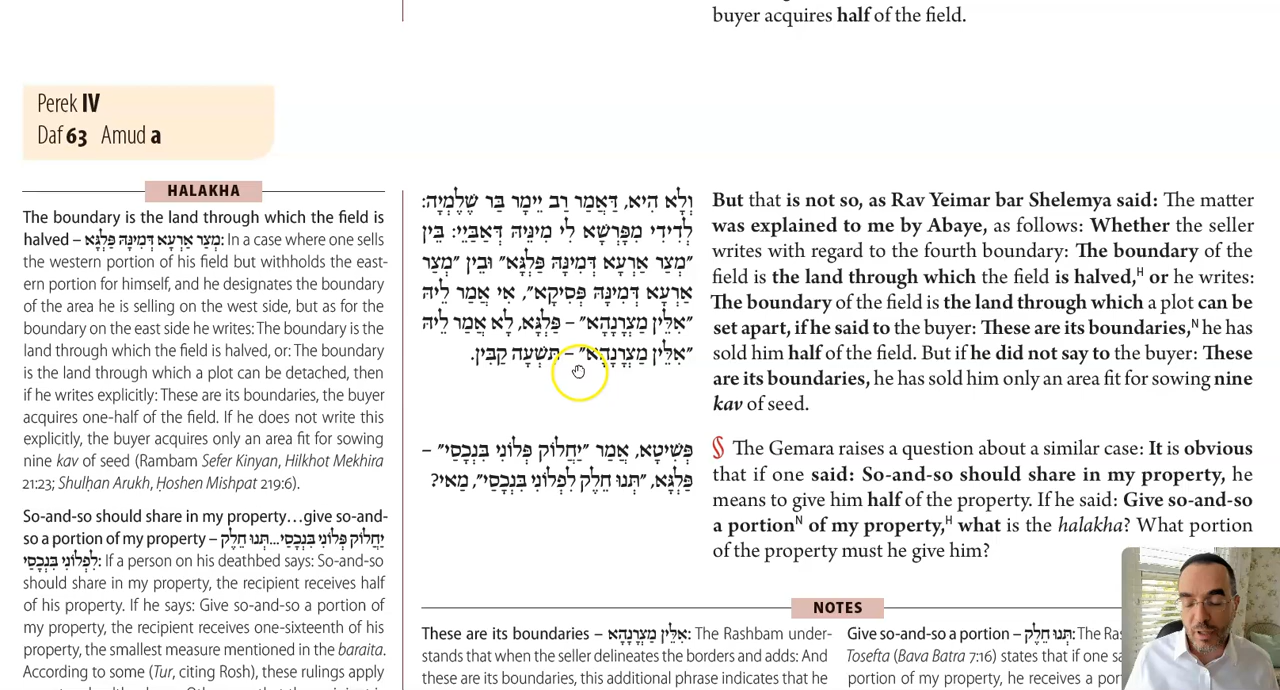 buyer acquires half of the field.
Perek IV
Daf 63 Amud a
HALAKHA
The boundary is the land through which the field is
halved – מְצַר אַרְעָא דְּמִינַּהּ פַּלְגָא: In a case where one sells
the western portion of his field but withholds the east-
ern portion for himself, and he designates the boundary
of the area he is selling on the west side, but as for the
boundary on the east side he writes: The boundary is the
land through which the field is halved, or: The boundary
is the land through which a plot can be detached, then
if he writes explicitly: These are its boundaries, the buyer
acquires one-half of the field. If he does not write this
explicitly, the buyer acquires only an area fit for sowing
nine kav of seed (Rambam Sefer Kinyan, Hilkhot Mekhira
21:23; Shulḥan Arukh, Ḥoshen Mishpat 219:6).
So-and-so should share in my property…give so-and-
so a portion of my property – יַחֲלוֹק פְּלוֹנִי בִּנְכָסַי…תְּנוּ חֵלֶק
לִפְלוֹנִי בִּנְכָסַי: If a person on his deathbed says: So-and-so
should share in my property, the recipient receives half
of his property. If he says: Give so-and-so a portion of
my property, the recipient receives one-sixteenth of his
property, the smallest measure mentioned in the baraita.
According to some (Tur, citing Rosh), these rulings apply
וְלָא הִיא, דַּאֲמַר רַב יֵימָר בַּר שֶׁלֶמְיָה:
לְדִידִי מִפָּרְשָׁא לִי מִינֵּיהּ דְּאַבַּיֵי: בֵּין
"מְצַר אַרְעָא דְּמִינַּהּ פַּלְגָא" וּבֵין "מְצַר
אַרְעָא דְּמִינַּהּ פְּסִיקָא", אִי אֲמַר לֵיהּ
"אִלֵּין מִצְרָנָהָא" – פַּלְגָא, לָא אֲמַר לֵיהּ
"אִלֵּין מִצְרָנָהָא" – תִּשְׁעָה קַבִּין.
פְּשִׁיטָא, אֲמַר "יַחֲלוֹק פְּלוֹנִי בִּנְכָסַי" –
פַּלְגָא, "תְּנוּ חֵלֶק לִפְלוֹנִי בִּנְכָסַי", מַאי?
But that is not so, as Rav Yeimar bar Shelemya said: The matter
was explained to me by Abaye, as follows: Whether the seller
writes with regard to the fourth boundary: The boundary of the
field is the land through which the field is halved,H or he writes:
The boundary of the field is the land through which a plot can be
set apart, if he said to the buyer: These are its boundaries,N he has
sold him half of the field. But if he did not say to the buyer: These
are its boundaries, he has sold him only an area fit for sowing nine
kav of seed.
§ The Gemara raises a question about a similar case: It is obvious
that if one said: So-and-so should share in my property, he
means to give him half of the property. If he said: Give so-and-so
a portionN of my property,H what is the halakha? What portion
of the property must he give him?
NOTES
These are its boundaries – אִלֵּין מִצְרָנָהָא: The Rashbam under-
stands that when the seller delineates the borders and adds: And
these are its boundaries, this additional phrase indicates that he
Give so-and-so a portion – תְּנוּ חֵלֶק: The
Tosefta (Bava Batra 7:16) states that if one
portion of my property, he receives a